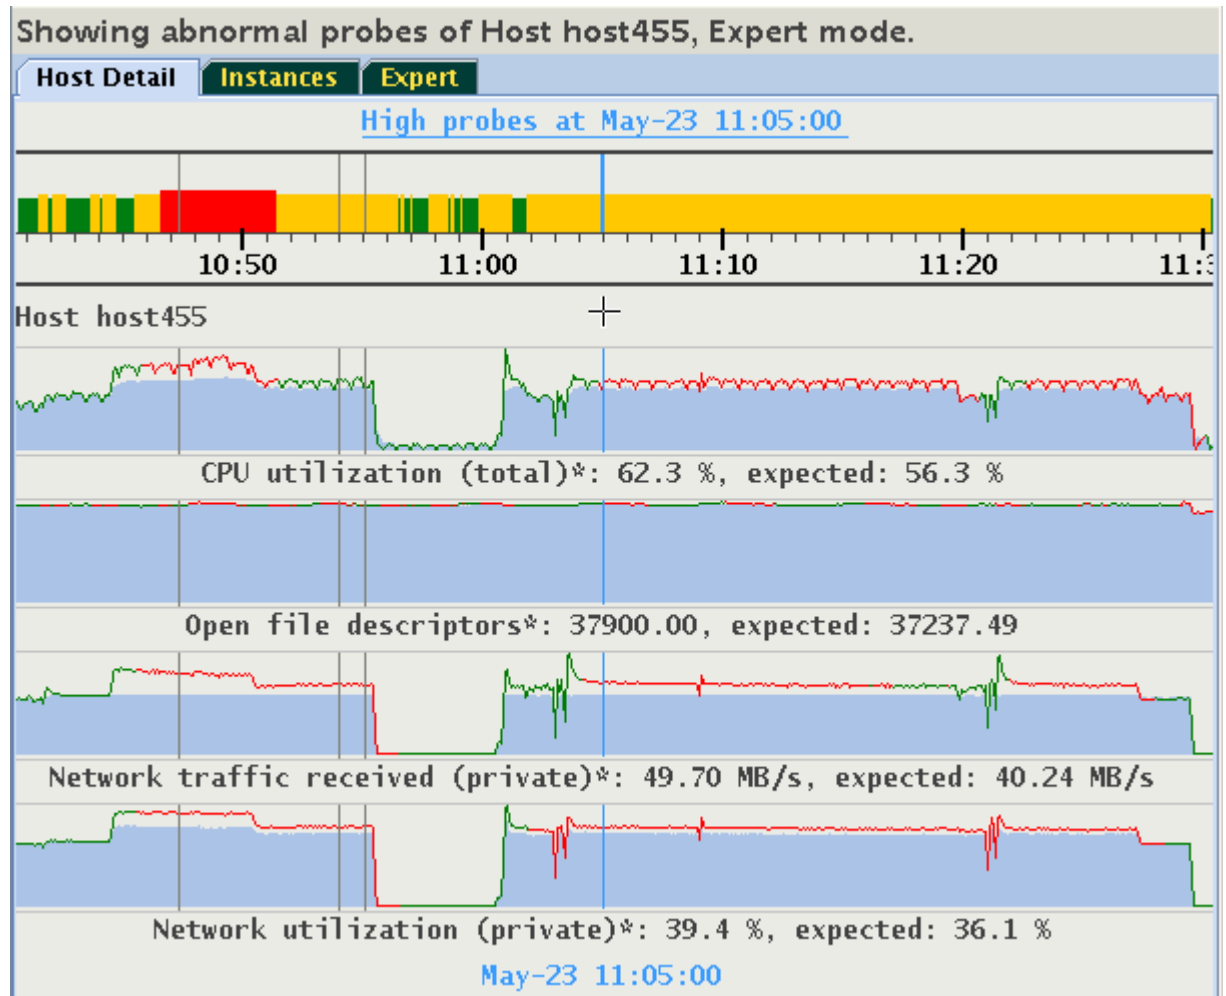 Showing abnormal probes of Host host455, Expert mode.
Host Detail Instances Expert
High probes at May-23 11:05:00
10:50 11:00 11:10 11:20 11:3
Host host455
CPU utilization (total)*: 62.3 %, expected: 56.3 %
Open file descriptors*: 37900.00, expected: 37237.49
Network traffic received (private)*: 49.70 MB/s, expected: 40.24 MB/s
Network utilization (private)*: 39.4 %, expected: 36.1 %
May-23 11:05:00